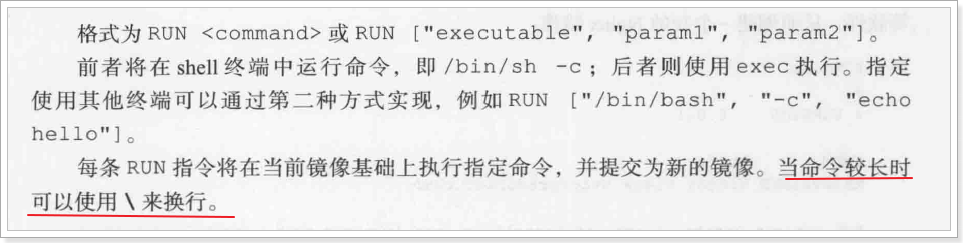 格式为 RUN <command> 或 RUN ["executable", "param1", "param2"]。
前者将在 shell 终端中运行命令，即 /bin/sh -c；后者则使用 exec 执行。指定
使用其他终端可以通过第二种方式实现，例如 RUN ["/bin/bash", "-c", "echo
hello"]。
每条 RUN 指令将在当前镜像基础上执行指定命令，并提交为新的镜像。当命令较长时
可以使用 \ 来换行。